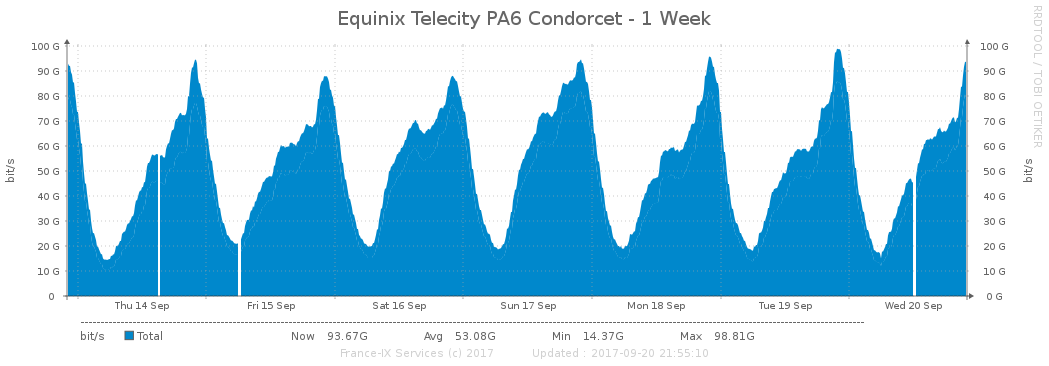 Equinix Telecity PA6 Condorcet - 1 Week
RRDTOOL / TOBI OETIKER
bit/s
100 G
90 G
80 G
70 G
60 G
50 G
40 G
30 G
20 G
10 G
0
100 G
90 G
80 G
70 G
60 G
50 G
40 G
30 G
20 G
10 G
0 G
bit/s
Thu 14 Sep Fri 15 Sep Sat 16 Sep Sun 17 Sep Mon 18 Sep Tue 19 Sep Wed 20 Sep
bit/s Total Now 93.67G Avg 53.08G Min 14.37G Max 98.81G
France-IX Services (c) 2017 Updated : 2017-09-20 21:55:10